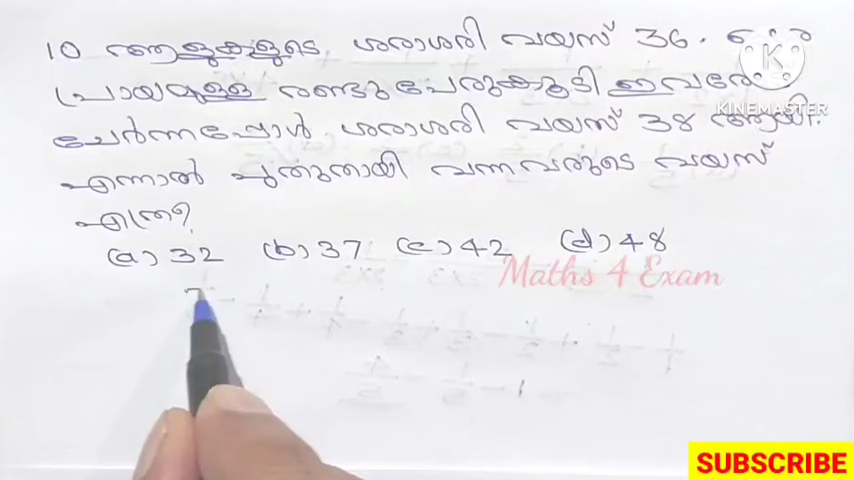 10 ആളുകളുടെ ശരാശരി വയസ് 36. ഒരേ
പ്രായമുള്ള രണ്ടുപേരുകൂടി ഇവരോ
ചേർന്നപ്പോൾ ശരാശരി വയസ് 38 ആയി.
എന്നാൽ പുതുതായി വന്നവരുടെ വയസ്
എത്ര?
(a) 32 (b) 37 (c) 42 (d) 48
Maths 4 Exam
KINEMASTER
SUBSCRIBE